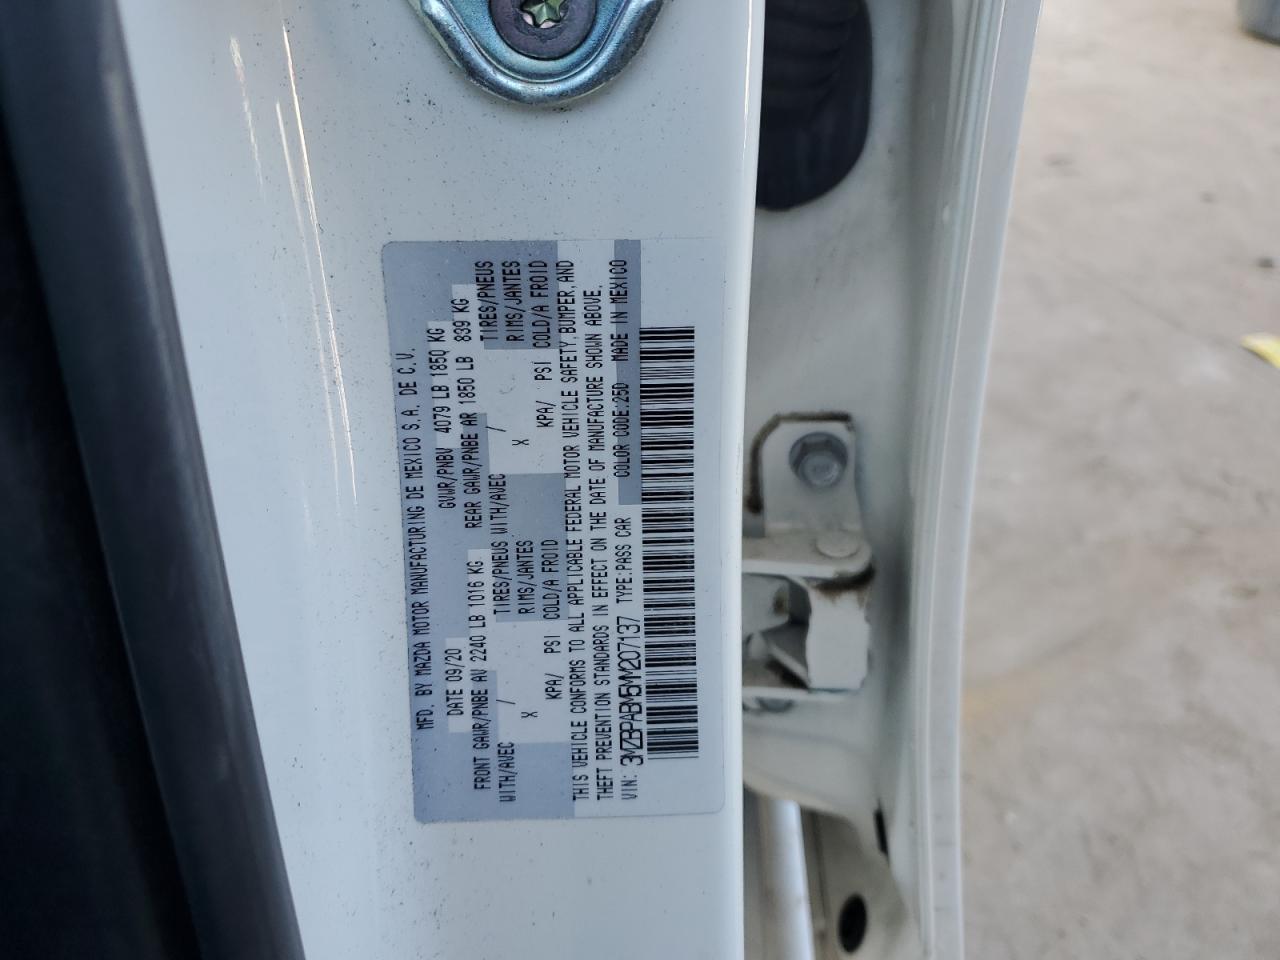 MFD. BY MAZDA MOTOR MANUFACTURING DE MEXICO S.A. DE C.V.
DATE 09/20 GVWR/PNBV 4079 LB 1850 KG
FRONT GAWR/PNBE AV 2240 LB 1016 KG REAR GAWR/PNBE AR 1850 LB 839 KG
WITH/AVEC / TIRES/PNEUS WITH/AVEC / TIRES/PNEUS
X RIMS/JANTES X RIMS/JANTES
KPA/ PSI COLD/A FROID KPA/ PSI COLD/A FROID
THIS VEHICLE CONFORMS TO ALL APPLICABLE FEDERAL MOTOR VEHICLE SAFETY, BUMPER, AND
THEFT PREVENTION STANDARDS IN EFFECT ON THE DATE OF MANUFACTURE SHOWN ABOVE.
VIN: 3MZBPABM5MM207137 TYPE:PASS CAR COLOR CODE:25D MADE IN MEXICO